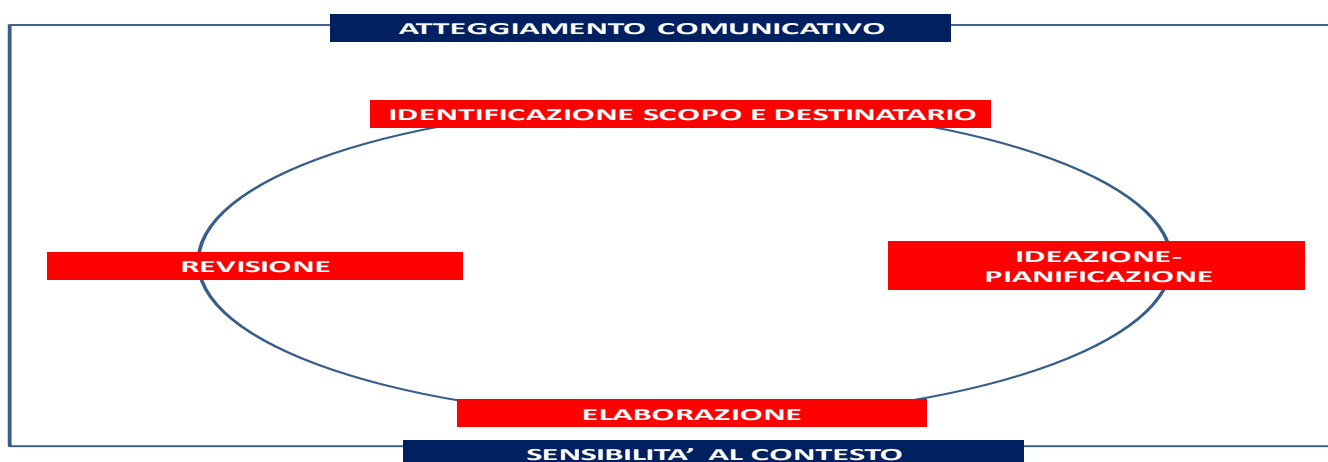 ATTEGGIAMENTO COMUNICATIVO
IDENTIFICAZIONE SCOPO E DESTINATARIO
REVISIONE
IDEAZIONE-
PIANIFICAZIONE
ELABORAZIONE
SENSIBILITA’ AL CONTESTO